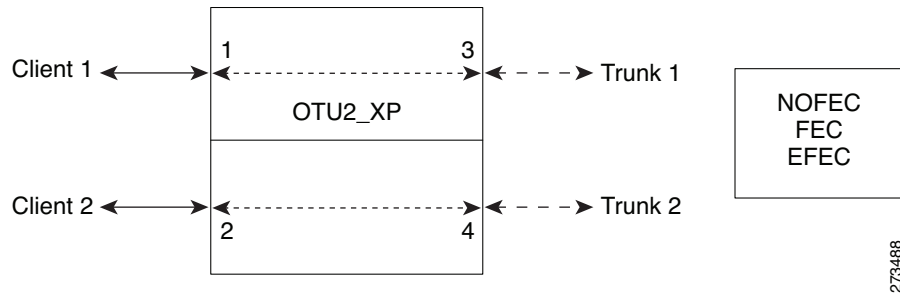 1
3
Client 1
Trunk 1
OTU2_XP
NOFEC
FEC
EFEC
Client 2
Trunk 2
2
4
273488